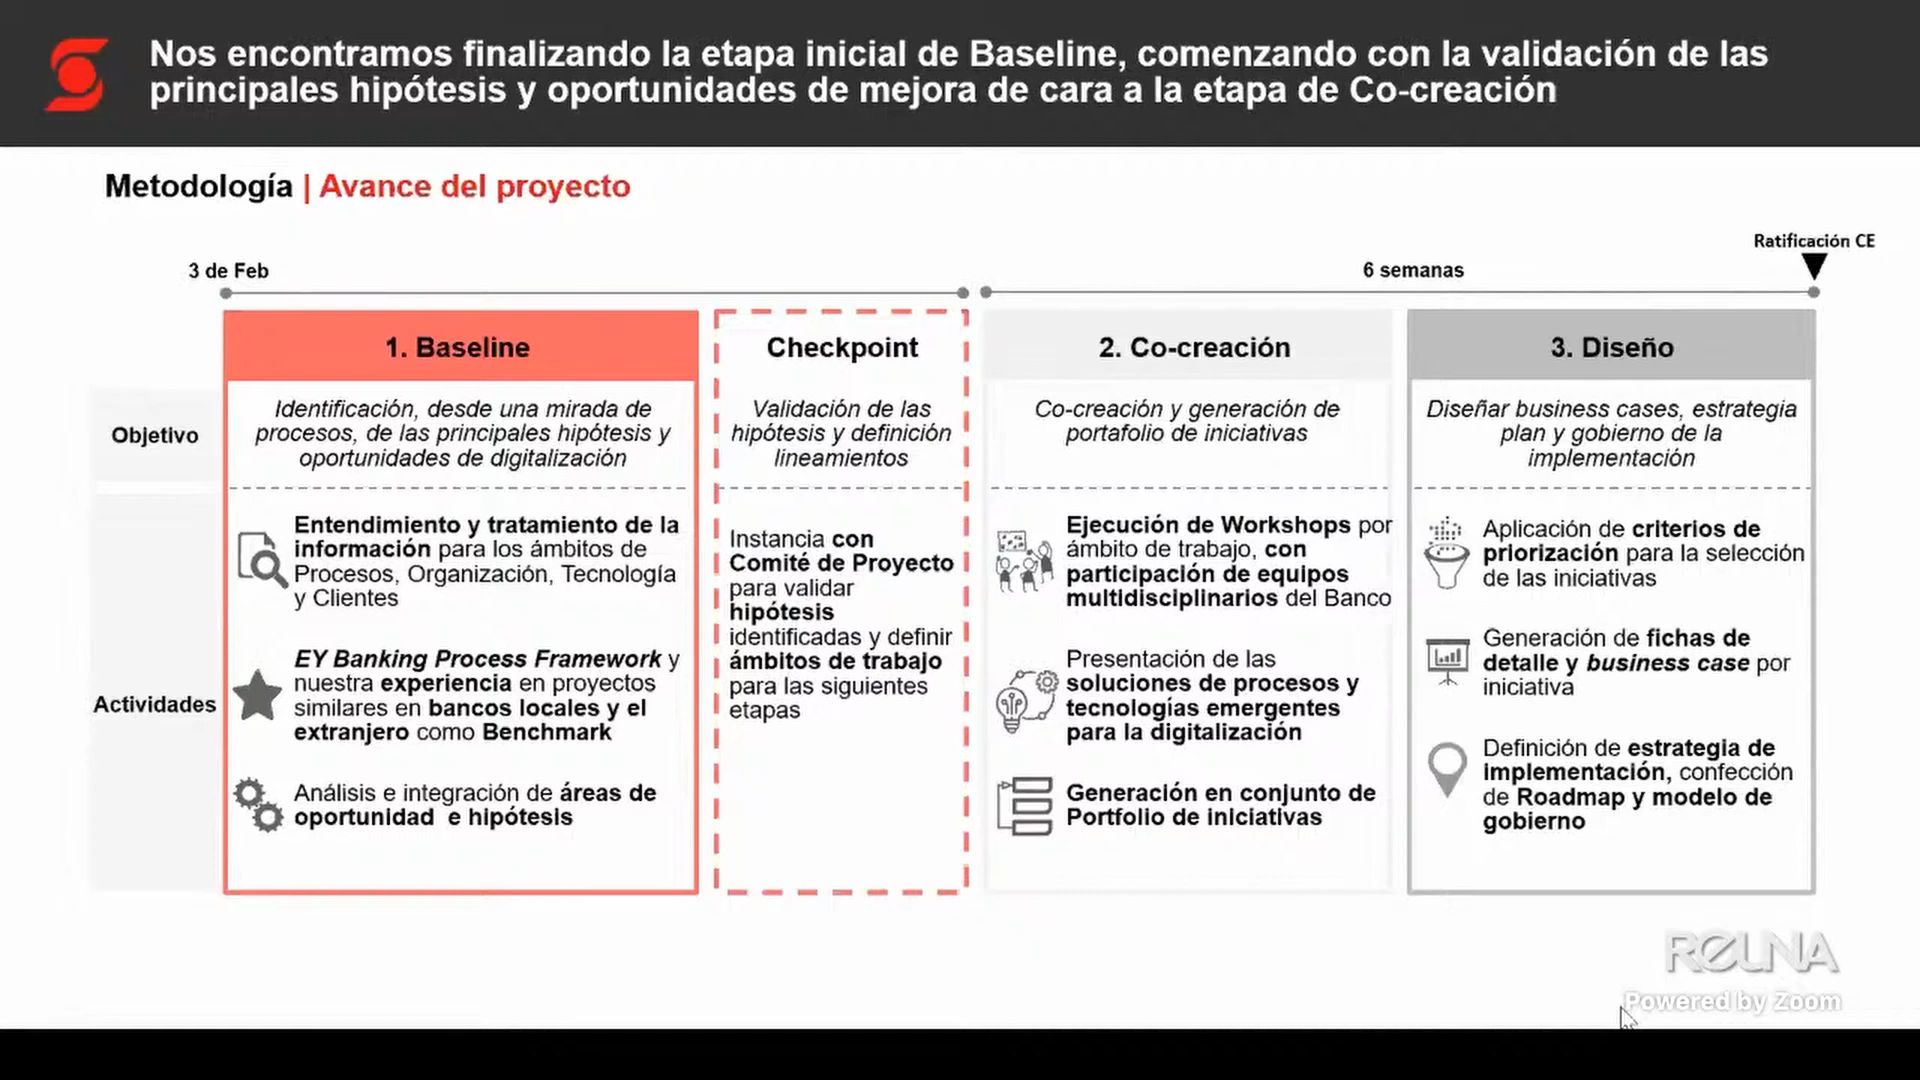 Nos encontramos finalizando la etapa inicial de Baseline, comenzando con la validación de las
principales hipótesis y oportunidades de mejora de cara a la etapa de Co-creación
Metodología | Avance del proyecto
Ratificación CE
3 de Feb
6 semanas
1. Baseline
Checkpoint
2. Co-creación
3. Diseño
Objetivo
Identificación, desde una mirada de
procesos, de las principales hipótesis y
oportunidades de digitalización
Validación de las
hipótesis y definición
lineamientos
Co-creación y generación de
portafolio de iniciativas
Diseñar business cases, estrategia
plan y gobierno de la
implementación
Actividades
Entendimiento y tratamiento de la
información para los ámbitos de
Procesos, Organización, Tecnología
y Clientes
EY Banking Process Framework y
nuestra experiencia en proyectos
similares en bancos locales y el
extranjero como Benchmark
Análisis e integración de áreas de
oportunidad e hipótesis
Instancia con
Comité de Proyecto
para validar
hipótesis
identificadas y definir
ámbitos de trabajo
para las siguientes
etapas
Ejecución de Workshops por
ámbito de trabajo, con
participación de equipos
multidisciplinarios del Banco
Presentación de las
soluciones de procesos y
tecnologías emergentes
para la digitalización
Generación en conjunto de
Portfolio de iniciativas
Aplicación de criterios de
priorización para la selección
de las iniciativas
Generación de fichas de
detalle y business case por
iniciativa
Definición de estrategia de
implementación, confección
de Roadmap y modelo de
gobierno
REUNA
Powered by Zoom